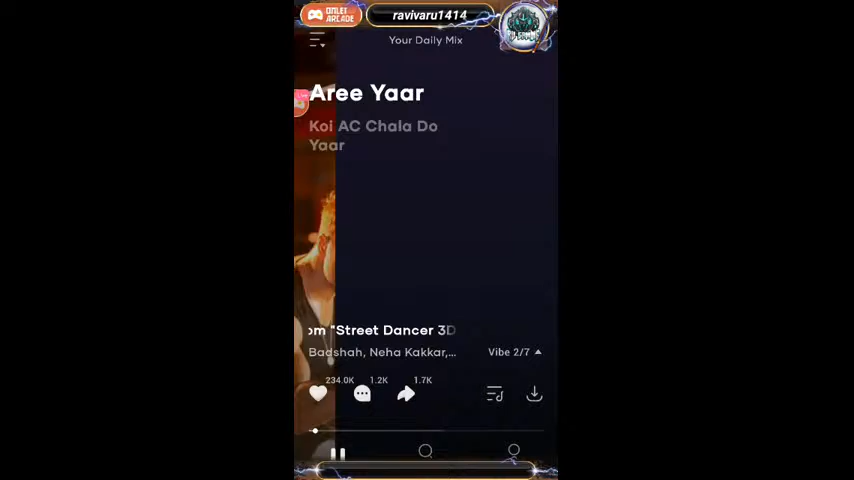 OMLET
ARCADE
ravivaru1414
Your Daily Mix
Aree Yaar
Koi AC Chala Do
Yaar
om "Street Dancer 3D
Badshah, Neha Kakkar,...
Vibe 2/7
234.0K
1.2K
1.7K